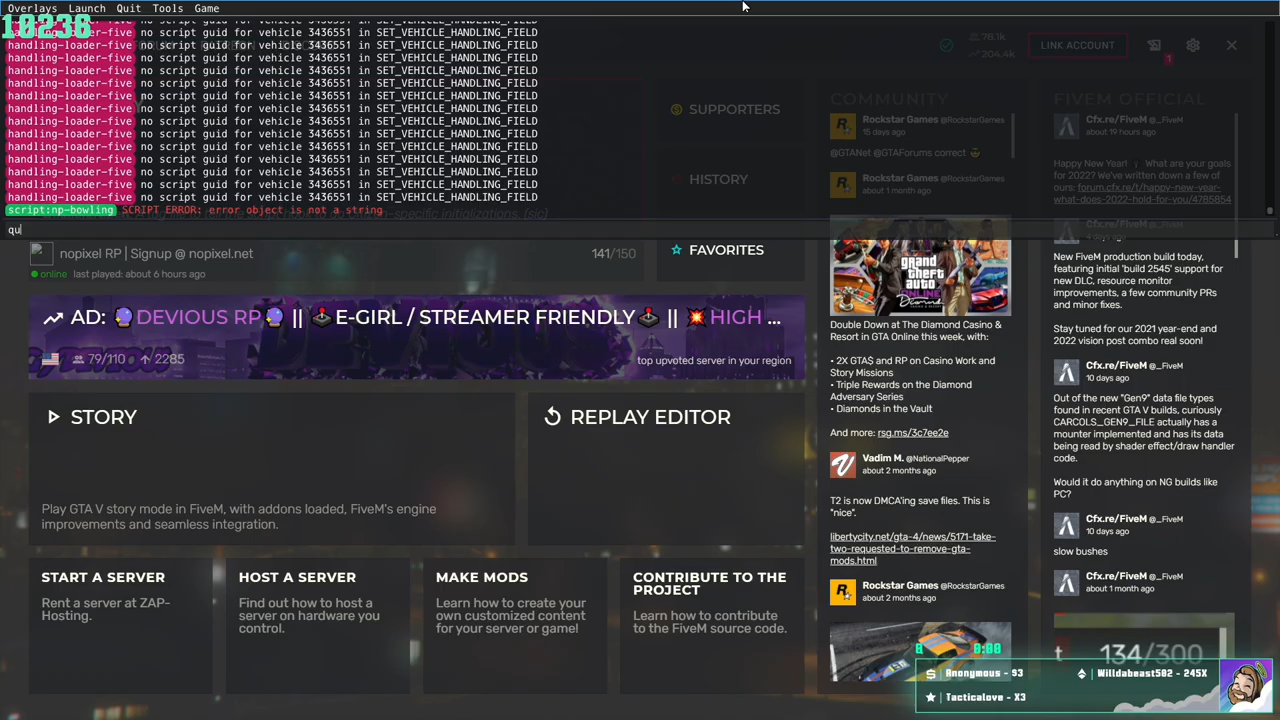 Overlays Launch Quit Tools Game
10236
handling-loader-five no script guid for vehicle 3436551 in SET_VEHICLE_HANDLING_FIELD
handling-loader-five no script guid for vehicle 3436551 in SET_VEHICLE_HANDLING_FIELD
handling-loader-five no script guid for vehicle 3436551 in SET_VEHICLE_HANDLING_FIELD
handling-loader-five no script guid for vehicle 3436551 in SET_VEHICLE_HANDLING_FIELD
handling-loader-five no script guid for vehicle 3436551 in SET_VEHICLE_HANDLING_FIELD
handling-loader-five no script guid for vehicle 3436551 in SET_VEHICLE_HANDLING_FIELD
handling-loader-five no script guid for vehicle 3436551 in SET_VEHICLE_HANDLING_FIELD
handling-loader-five no script guid for vehicle 3436551 in SET_VEHICLE_HANDLING_FIELD
handling-loader-five no script guid for vehicle 3436551 in SET_VEHICLE_HANDLING_FIELD
handling-loader-five no script guid for vehicle 3436551 in SET_VEHICLE_HANDLING_FIELD
handling-loader-five no script guid for vehicle 3436551 in SET_VEHICLE_HANDLING_FIELD
handling-loader-five no script guid for vehicle 3436551 in SET_VEHICLE_HANDLING_FIELD
handling-loader-five no script guid for vehicle 3436551 in SET_VEHICLE_HANDLING_FIELD
handling-loader-five no script guid for vehicle 3436551 in SET_VEHICLE_HANDLING_FIELD
script:np-bowling SCRIPT ERROR: error object is not a string
-specific initializations. [sic]
qu
78.1k
204.4k
LINK ACCOUNT
1
nopixel RP | Signup @ nopixel.net
141/150
online last played: about 6 hours ago
SUPPORTERS
HISTORY
FAVORITES
AD: DEVIOUS RP || E-GIRL / STREAMER FRIENDLY || HIGH ...
79/110 2285
top upvoted server in your region
STORY
Play GTA V story mode in FiveM, with addons loaded, FiveM's engine
improvements and seamless integration.
REPLAY EDITOR
START A SERVER
Rent a server at ZAP-
Hosting.
HOST A SERVER
Find out how to host a
server on hardware you
control.
MAKE MODS
Learn how to create your
own customized content
for your server or game!
CONTRIBUTE TO THE
PROJECT
Learn how to contribute
to the FiveM source code.
COMMUNITY
Rockstar Games @RockstarGames
15 days ago
@GTANet @GTAForums correct
Rockstar Games @RockstarGames
about 1 month ago
Double Down at The Diamond Casino &
Resort in GTA Online this week, with:
• 2X GTA$ and RP on Casino Work and
Story Missions
• Triple Rewards on the Diamond
Adversary Series
• Diamonds in the Vault
And more: rsg.ms/3c7ee2e
Vadim M. @NationalPepper
about 2 months ago
T2 is now DMCA'ing save files. This is
"nice".
libertycity.net/gta-4/news/5171-take-
two-requested-to-remove-gta-
mods.html
Rockstar Games @RockstarGames
about 2 months ago
FIVEM OFFICIAL
Cfx.re/FiveM @_FiveM
about 19 hours ago
Happy New Year! What are your goals
for 2022? We've written down a few of
ours: forum.cfx.re/t/happy-new-year-
what-does-2022-hold-for-you/4785854
Cfx.re/FiveM @_FiveM
4 days ago
New FiveM production build today,
featuring initial 'build 2545' support for
new DLC, resource monitor
improvements, a few community PRs
and minor fixes.
Stay tuned for our 2021 year-end and
2022 vision post combo real soon!
Cfx.re/FiveM @_FiveM
10 days ago
Out of the new "Gen9" data file types
found in recent GTA V builds, curiously
CARCOLS_GEN9_FILE actually has a
mounter implemented and has its data
being read by shader effect/draw handler
code.
Would it do anything on NG builds like
PC?
Cfx.re/FiveM @_FiveM
10 days ago
slow bushes
Cfx.re/FiveM @_FiveM
about 1 month ago
0:00
134/300
Anonymous - 93
Willdabeast502 - 245X
Tacticalove - X3